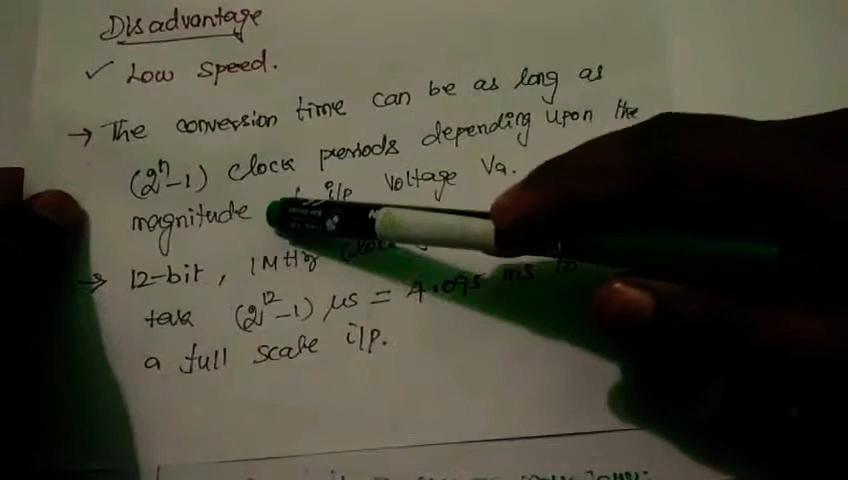 Disadvantage
✓ Low speed.
→ The conversion time can be as long as
(2ⁿ-1) clock periods depending upon the
magnitude i/p voltage Va.
→ 12-bit, 1MHz
(2¹²-1) μs = 4.095 ms to
a full scale i/p.